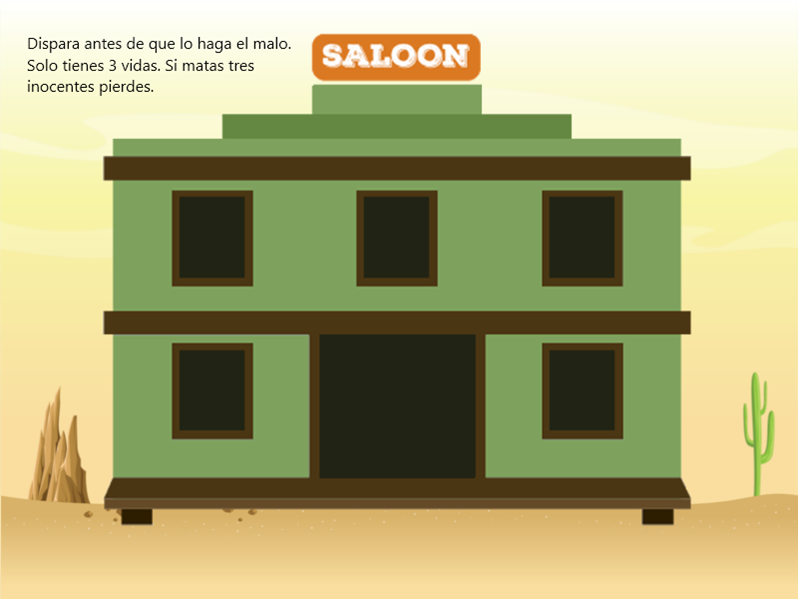 Dispara antes de que lo haga el malo.
Solo tienes 3 vidas. Si matas tres
inocentes pierdes.
SALOON